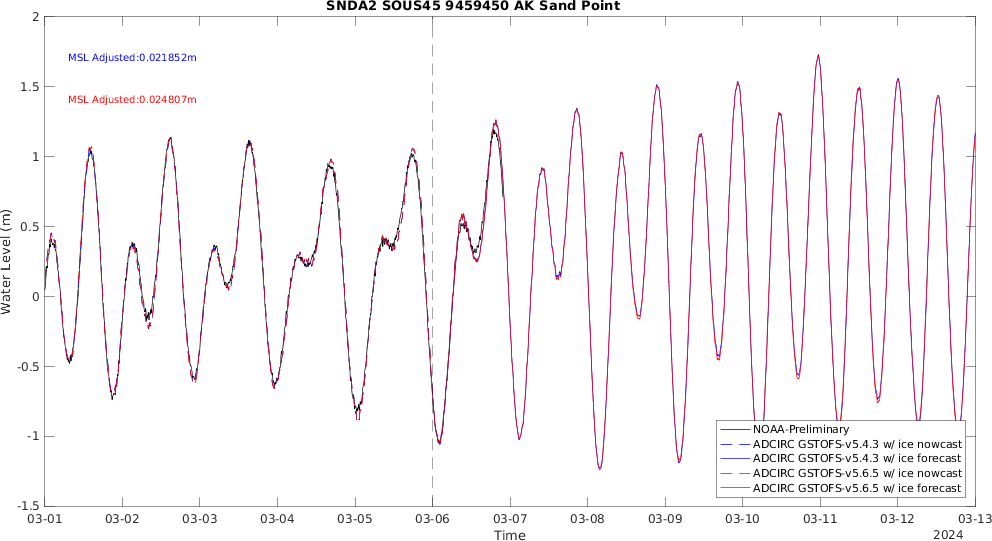 SNDA2 SOUS45 9459450 AK Sand Point
2
1.5
1
0.5
0
-0.5
-1
-1.5
Water Level (m)
MSL Adjusted:0.021852m
MSL Adjusted:0.024807m
NOAA-Preliminary
ADCIRC GSTOFS-v5.4.3 w/ ice nowcast
ADCIRC GSTOFS-v5.4.3 w/ ice forecast
ADCIRC GSTOFS-v5.6.5 w/ ice nowcast
ADCIRC GSTOFS-v5.6.5 w/ ice forecast
03-01 03-02 03-03 03-04 03-05 03-06 03-07 03-08 03-09 03-10 03-11 03-12 03-13
Time
2024